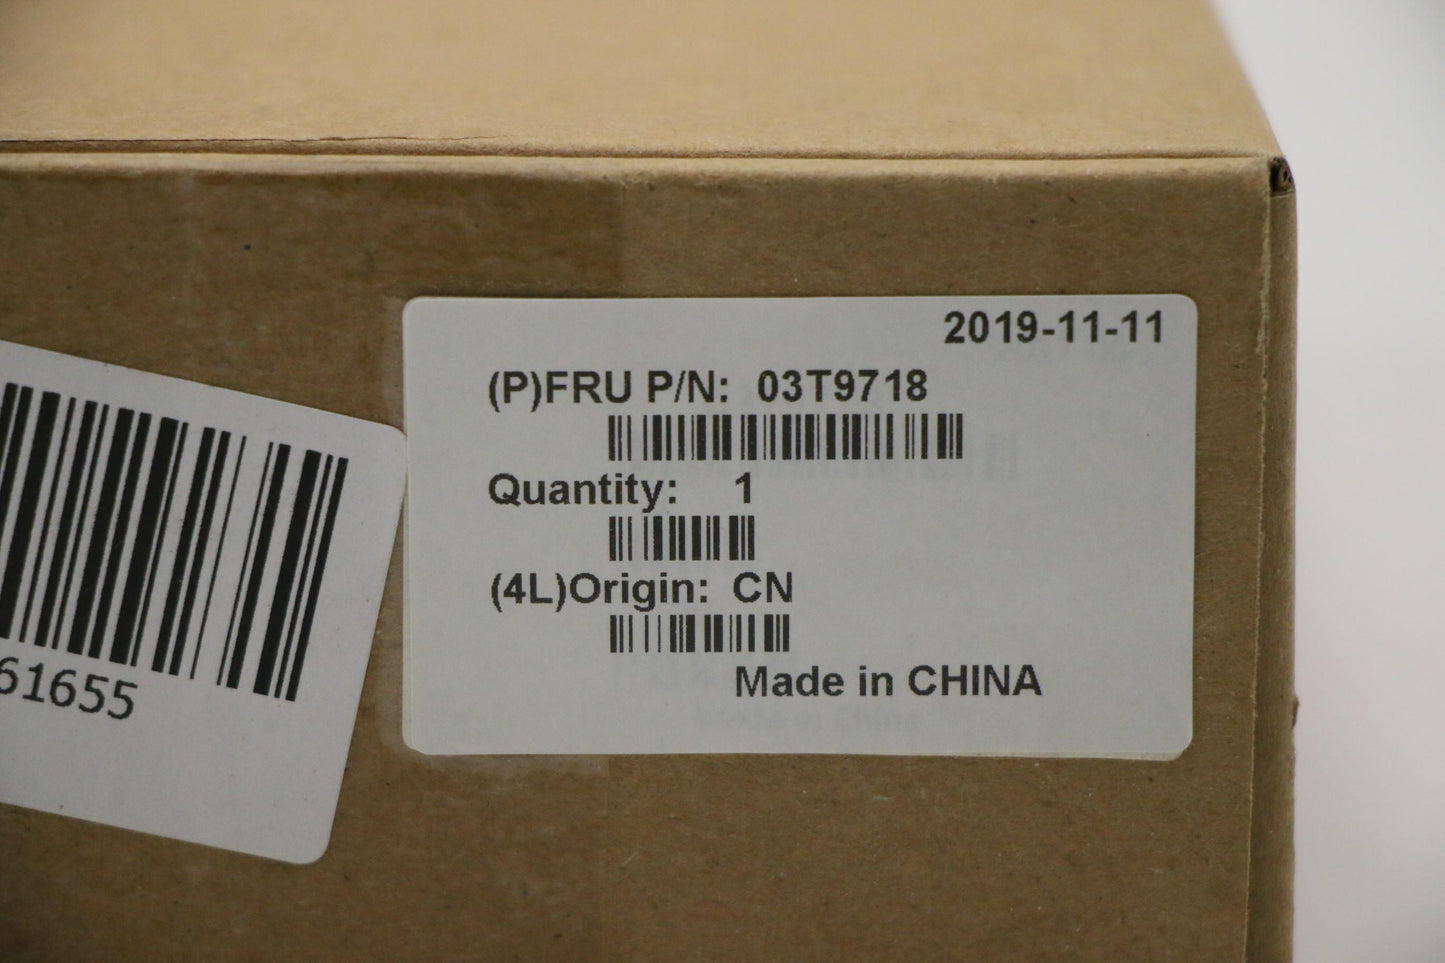 2019-11-11
(P)FRU P/N: 03T9718
Quantity: 1
(4L)Origin: CN
Made in CHINA
61655